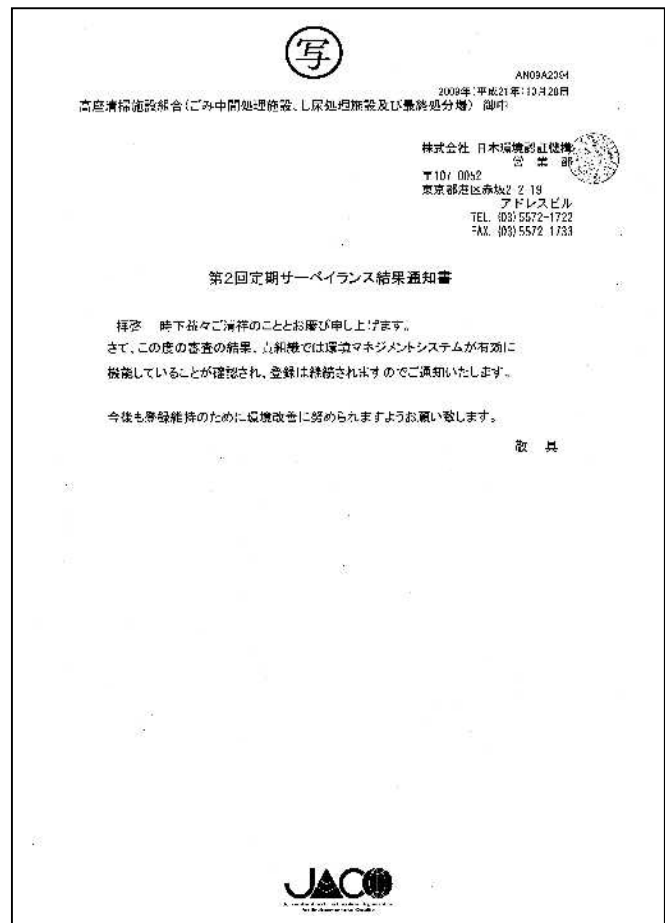 写
AN09A2394
2009年(平成21年)10月28日
高座清掃施設組合(ごみ中間処理施設、し尿処理施設及び最終処分場) 御中
株式会社 日本環境認証機構
営業部
〒107-0052
東京都港区赤坂2-2-19
アドレスビル
TEL. (03)5572-1722
FAX. (03)5572-1733
第2回定期サーベイランス結果通知書
拝啓 時下益々ご清祥のこととお慶び申し上げます。
さて、この度の審査の結果、貴組織では環境マネジメントシステムが有効に
機能していることが確認され、登録は継続されますのでご通知いたします。
今後も登録維持のために環境改善に努められますようお願い致します。
敬具
JACO